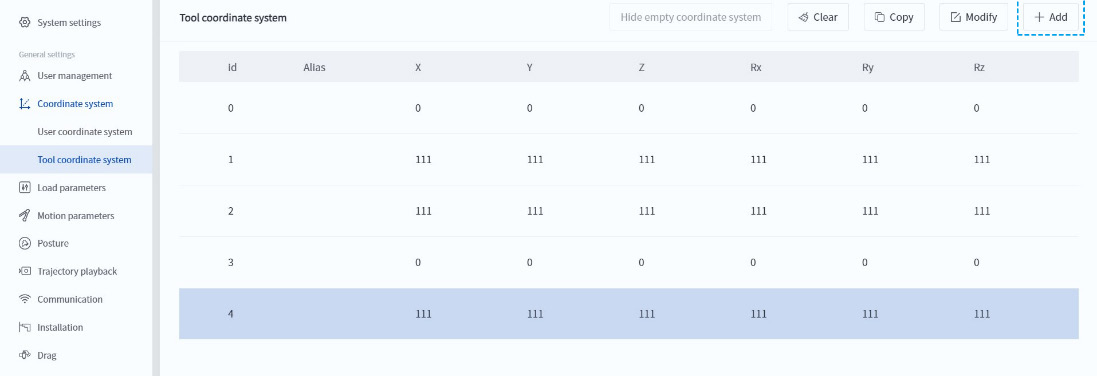 System settings
General settings
User management
Coordinate system
User coordinate system
Tool coordinate system
Load parameters
Motion parameters
Posture
Trajectory playback
Communication
Installation
Drag
Tool coordinate system Hide empty coordinate system Clear Copy Modify Add
Id Alias X Y Z Rx Ry Rz
0 0 0 0 0 0 0
1 111 111 111 111 111 111
2 111 111 111 111 111 111
3 0 0 0 0 0 0
4 111 111 111 111 111 111